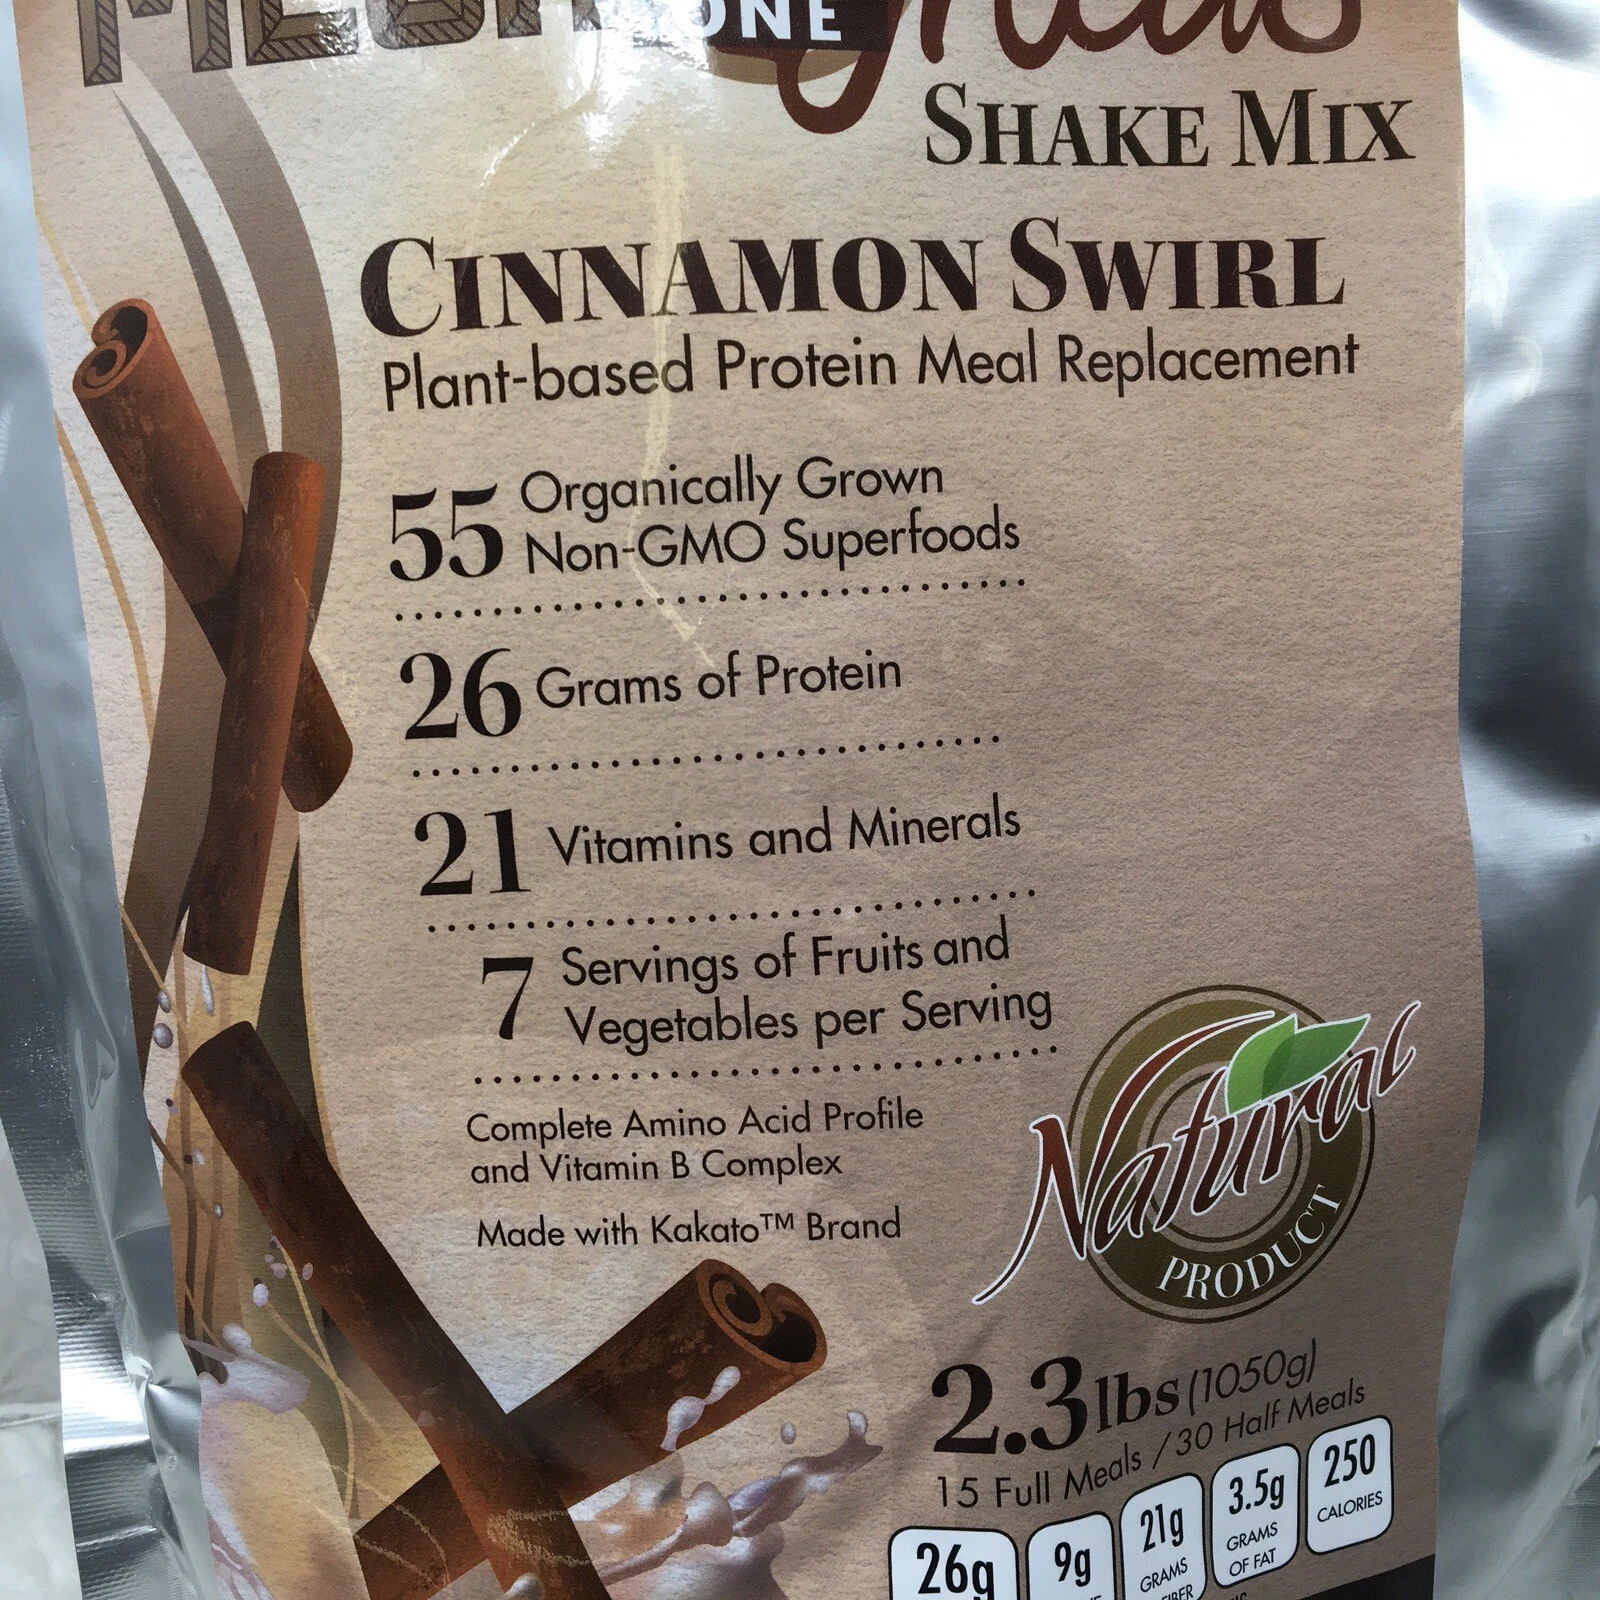 ONE
SHAKE MIX
CINNAMON SWIRL
Plant-based Protein Meal Replacement
55 Organically Grown
Non-GMO Superfoods
26 Grams of Protein
21 Vitamins and Minerals
7 Servings of Fruits and
Vegetables per Serving
Complete Amino Acid Profile
and Vitamin B Complex
Made with Kakato™ Brand
Natural
PRODUCT
2.3lbs (1050g)
15 Full Meals / 30 Half Meals
26g
9g
21g
GRAMS
3.5g
GRAMS
OF FAT
250
CALORIES